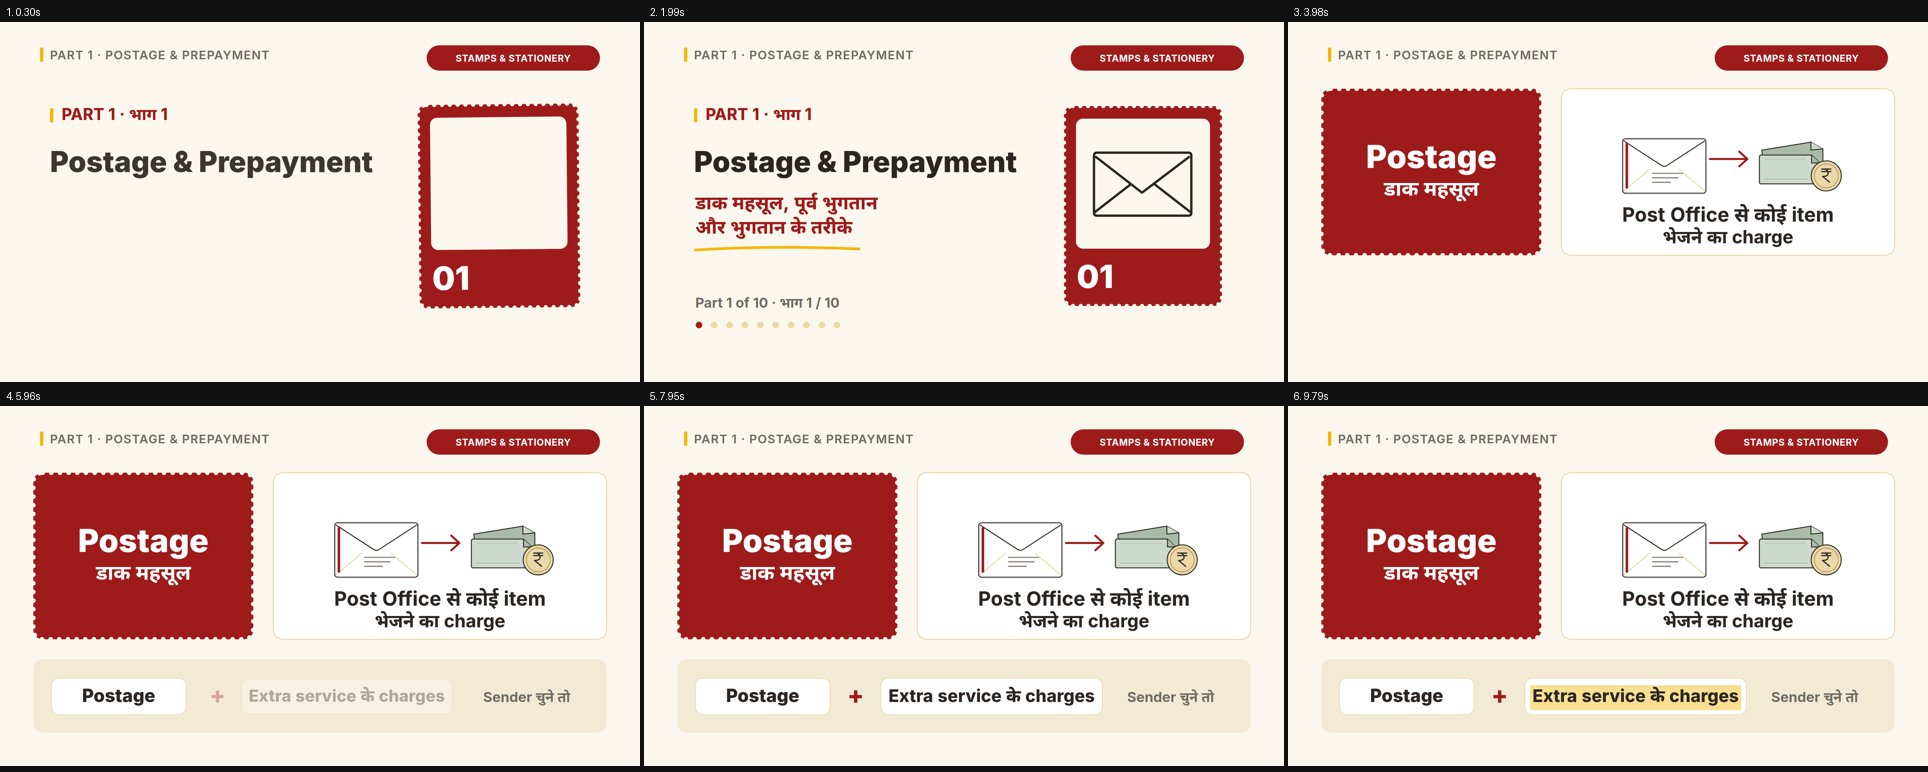 1. 0.30s
PART 1 · POSTAGE & PREPAYMENT
STAMPS & STATIONERY
PART 1 · भाग 1
Postage & Prepayment
01
2. 1.99s
PART 1 · POSTAGE & PREPAYMENT
STAMPS & STATIONERY
PART 1 · भाग 1
Postage & Prepayment
डाक महसूल, पूर्व भुगतान
और भुगतान के तरीके
01
Part 1 of 10 · भाग 1 / 10
3. 3.98s
PART 1 · POSTAGE & PREPAYMENT
STAMPS & STATIONERY
Postage
डाक महसूल
₹
Post Office से कोई item
भेजने का charge
4. 5.96s
PART 1 · POSTAGE & PREPAYMENT
STAMPS & STATIONERY
Postage
डाक महसूल
₹
Post Office से कोई item
भेजने का charge
Postage + Extra service के charges Sender चुने तो
5. 7.95s
PART 1 · POSTAGE & PREPAYMENT
STAMPS & STATIONERY
Postage
डाक महसूल
₹
Post Office से कोई item
भेजने का charge
Postage + Extra service के charges Sender चुने तो
6. 9.79s
PART 1 · POSTAGE & PREPAYMENT
STAMPS & STATIONERY
Postage
डाक महसूल
₹
Post Office से कोई item
भेजने का charge
Postage + Extra service के charges Sender चुने तो